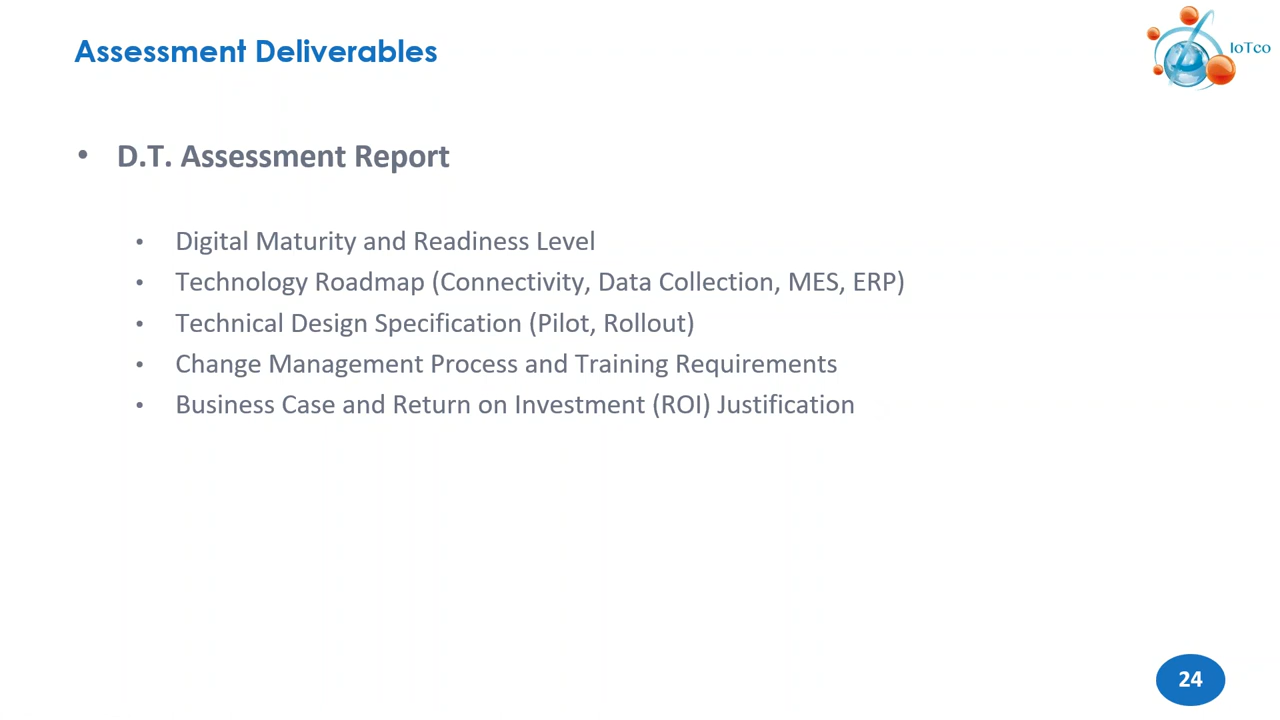 Assessment Deliverables
IoTco
• D.T. Assessment Report
• Digital Maturity and Readiness Level
• Technology Roadmap (Connectivity, Data Collection, MES, ERP)
• Technical Design Specification (Pilot, Rollout)
• Change Management Process and Training Requirements
• Business Case and Return on Investment (ROI) Justification
24